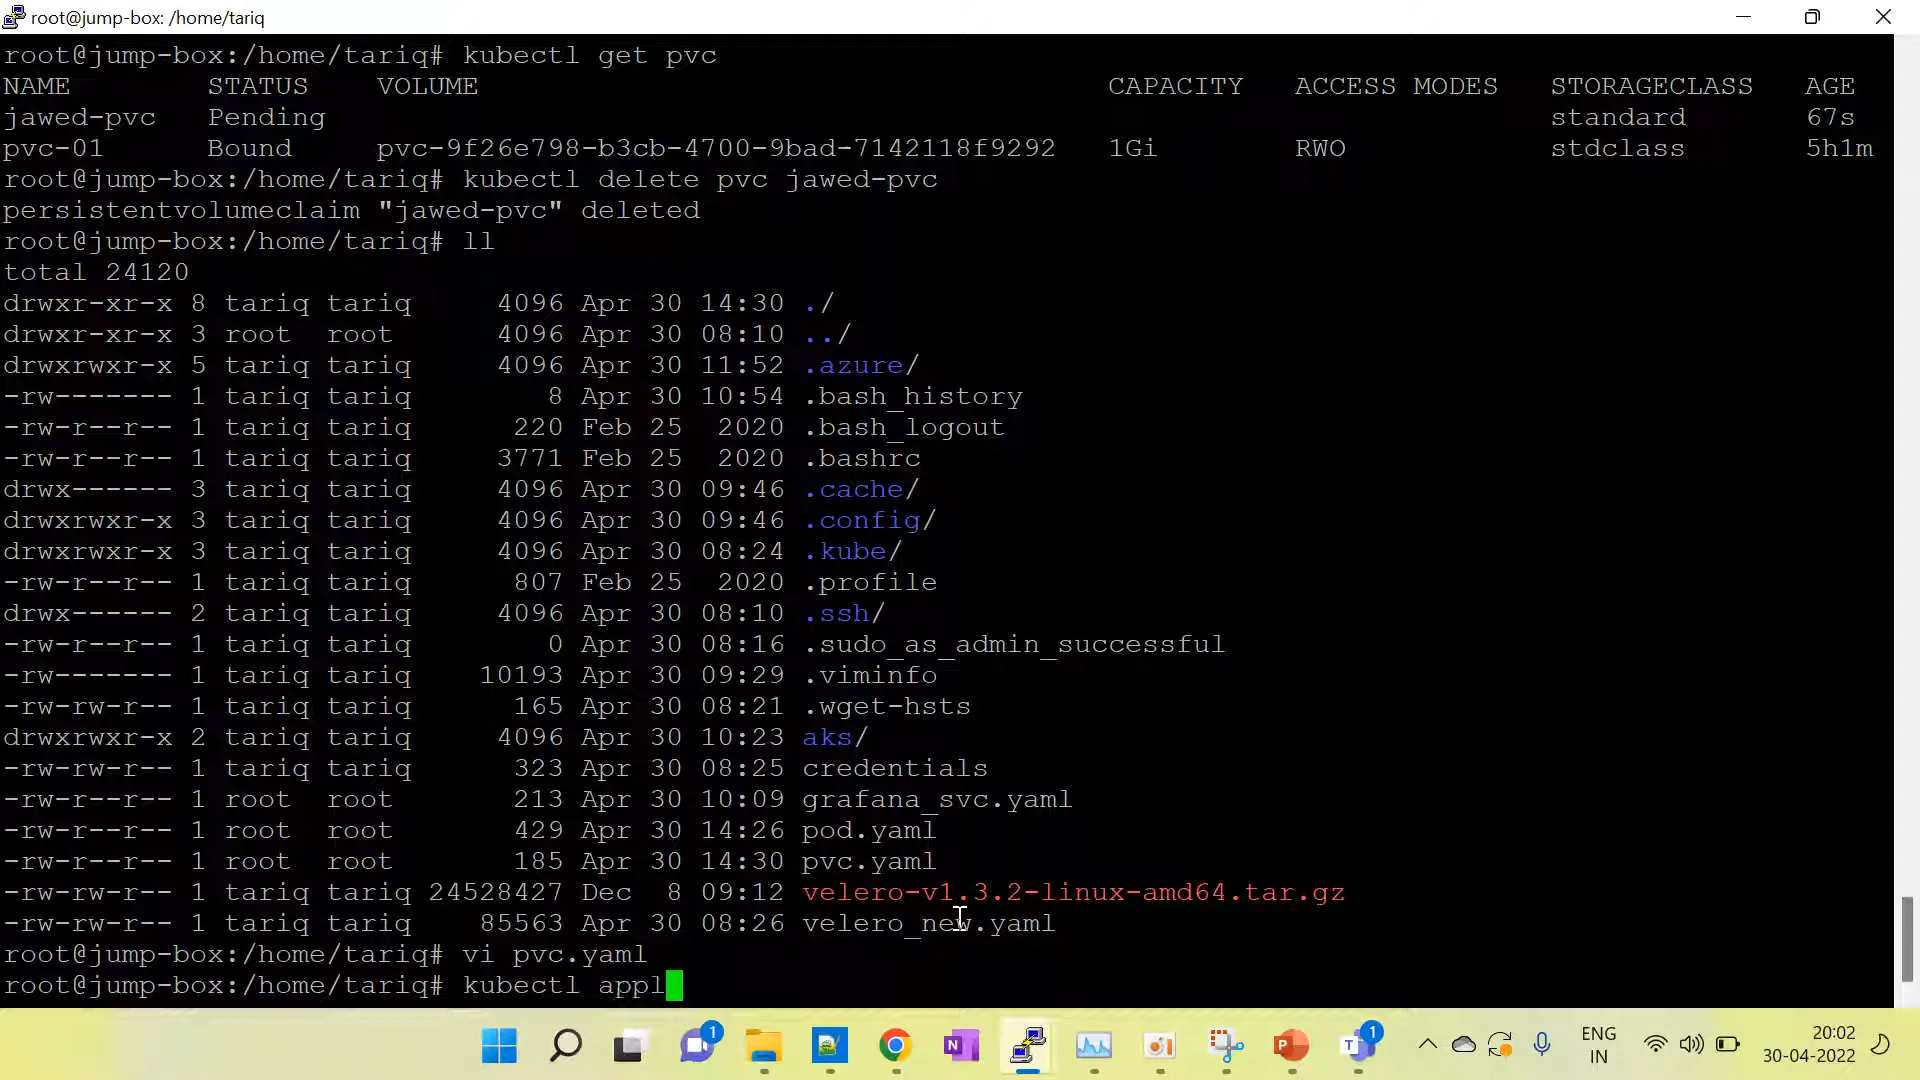 root@jump-box: /home/tariq
root@jump-box:/home/tariq# kubectl get pvc
NAME STATUS VOLUME CAPACITY ACCESS MODES STORAGECLASS AGE
jawed-pvc Pending standard 67s
pvc-01 Bound pvc-9f26e798-b3cb-4700-9bad-7142118f9292 1Gi RWO stdclass 5h1m
root@jump-box:/home/tariq# kubectl delete pvc jawed-pvc
persistentvolumeclaim "jawed-pvc" deleted
root@jump-box:/home/tariq# ll
total 24120
drwxr-xr-x 8 tariq tariq 4096 Apr 30 14:30 ./
drwxr-xr-x 3 root root 4096 Apr 30 08:10 ../
drwxrwxr-x 5 tariq tariq 4096 Apr 30 11:52 .azure/
-rw------- 1 tariq tariq 8 Apr 30 10:54 .bash_history
-rw-r--r-- 1 tariq tariq 220 Feb 25 2020 .bash_logout
-rw-r--r-- 1 tariq tariq 3771 Feb 25 2020 .bashrc
drwx------ 3 tariq tariq 4096 Apr 30 09:46 .cache/
drwxrwxr-x 3 tariq tariq 4096 Apr 30 09:46 .config/
drwxrwxr-x 3 tariq tariq 4096 Apr 30 08:24 .kube/
-rw-r--r-- 1 tariq tariq 807 Feb 25 2020 .profile
drwx------ 2 tariq tariq 4096 Apr 30 08:10 .ssh/
-rw-r--r-- 1 tariq tariq 0 Apr 30 08:16 .sudo_as_admin_successful
-rw------- 1 tariq tariq 10193 Apr 30 09:29 .viminfo
-rw-rw-r-- 1 tariq tariq 165 Apr 30 08:21 .wget-hsts
drwxrwxr-x 2 tariq tariq 4096 Apr 30 10:23 aks/
-rw-rw-r-- 1 tariq tariq 323 Apr 30 08:25 credentials
-rw-r--r-- 1 root root 213 Apr 30 10:09 grafana_svc.yaml
-rw-r--r-- 1 root root 429 Apr 30 14:26 pod.yaml
-rw-r--r-- 1 root root 185 Apr 30 14:30 pvc.yaml
-rw-rw-r-- 1 tariq tariq 24528427 Dec 8 09:12 velero-v1.3.2-linux-amd64.tar.gz
-rw-rw-r-- 1 tariq tariq 85563 Apr 30 08:26 velero_new.yaml
root@jump-box:/home/tariq# vi pvc.yaml
root@jump-box:/home/tariq# kubectl appl
1
N
P
T
1
ENG
IN
20:02
30-04-2022